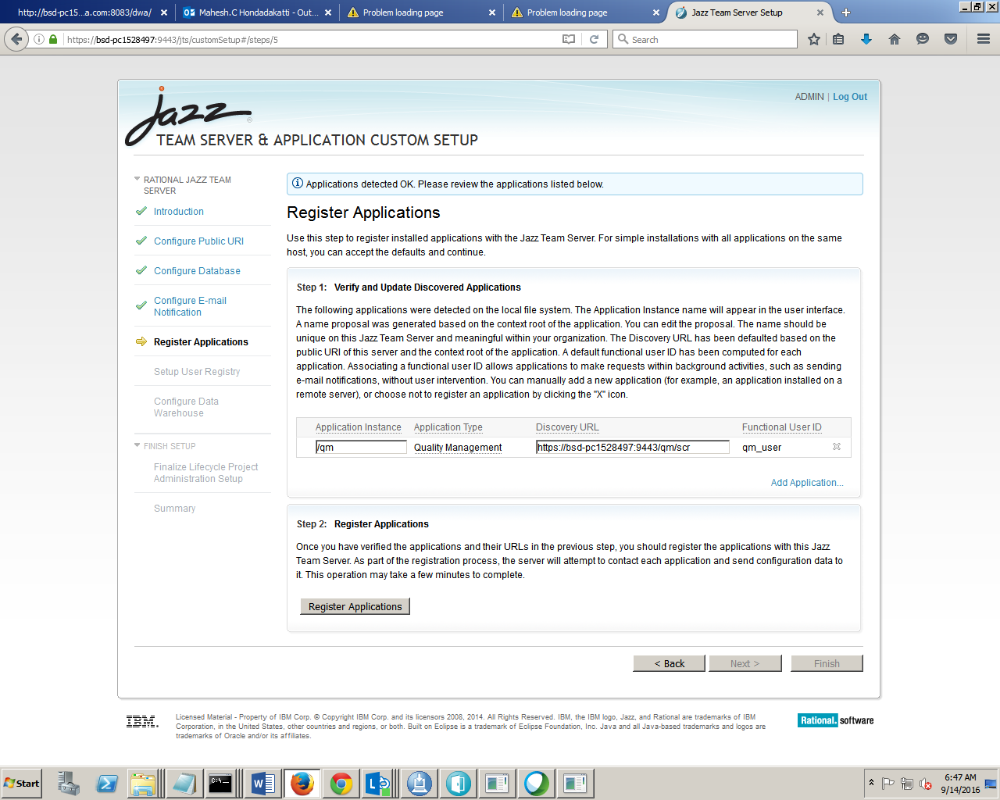 http://bsd-pc15...a.com:8083/dwa/
Mahesh.C Hondadakatti - Out...
Problem loading page
Problem loading page
Jazz Team Server Setup
https://bsd-pc1528497:9443/jts/customSetup#/steps/5
Search
ADMIN | Log Out
jazz
TEAM SERVER & APPLICATION CUSTOM SETUP
RATIONAL JAZZ TEAM
SERVER
Introduction
Configure Public URI
Configure Database
Configure E-mail
Notification
Register Applications
Setup User Registry
Configure Data
Warehouse
FINISH SETUP
Finalize Lifecycle Project
Administration Setup
Summary
Applications detected OK. Please review the applications listed below.
Register Applications
Use this step to register installed applications with the Jazz Team Server. For simple installations with all applications on the same
host, you can accept the defaults and continue.
Step 1: Verify and Update Discovered Applications
The following applications were detected on the local file system. The Application Instance name will appear in the user interface.
A name proposal was generated based on the context root of the application. You can edit the proposal. The name should be
unique on this Jazz Team Server and meaningful within your organization. The Discovery URL has been defaulted based on the
public URI of this server and the context root of the application. A default functional user ID has been computed for each
application. Associating a functional user ID allows applications to make requests within background activities, such as sending
e-mail notifications, without user intervention. You can manually add a new application (for example, an application installed on a
remote server), or choose not to register an application by clicking the "X" icon.
Application Instance Application Type Discovery URL Functional User ID
/qm Quality Management https://bsd-pc1528497:9443/qm/scr qm_user
Add Application...
Step 2: Register Applications
Once you have verified the applications and their URLs in the previous step, you should register the applications with this Jazz
Team Server. As part of the registration process, the server will attempt to contact each application and send configuration data to
it. This operation may take a few minutes to complete.
Register Applications
< Back Next > Finish
IBM.
Licensed Material - Property of IBM Corp. © Copyright IBM Corp. and its licensors 2008, 2014. All Rights Reserved. IBM, the IBM logo, Jazz, and Rational are trademarks of IBM
Corporation, in the United States, other countries and regions, or both. Built on Eclipse is a trademark of Eclipse Foundation, Inc. Java and all Java-based trademarks and logos are
trademarks of Oracle and/or its affiliates.
Rational. software
Start
6:47 AM
9/14/2016